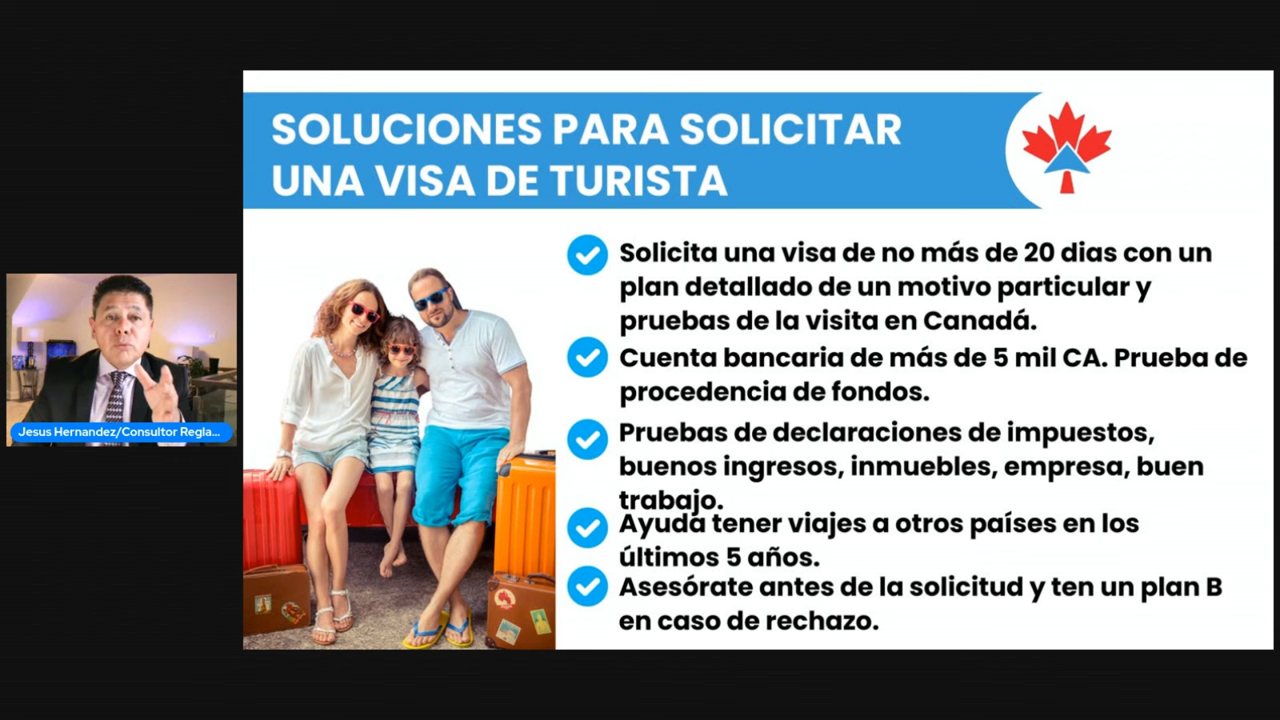 SOLUCIONES PARA SOLICITAR
UNA VISA DE TURISTA
Solicita una visa de no más de 20 dias con un
plan detallado de un motivo particular y
pruebas de la visita en Canadá.
Cuenta bancaria de más de 5 mil CA. Prueba de
procedencia de fondos.
Pruebas de declaraciones de impuestos,
buenos ingresos, inmuebles, empresa, buen
trabajo.
Ayuda tener viajes a otros países en los
últimos 5 años.
Asesórate antes de la solicitud y ten un plan B
en caso de rechazo.
Jesus Hernandez/Consultor Regla...